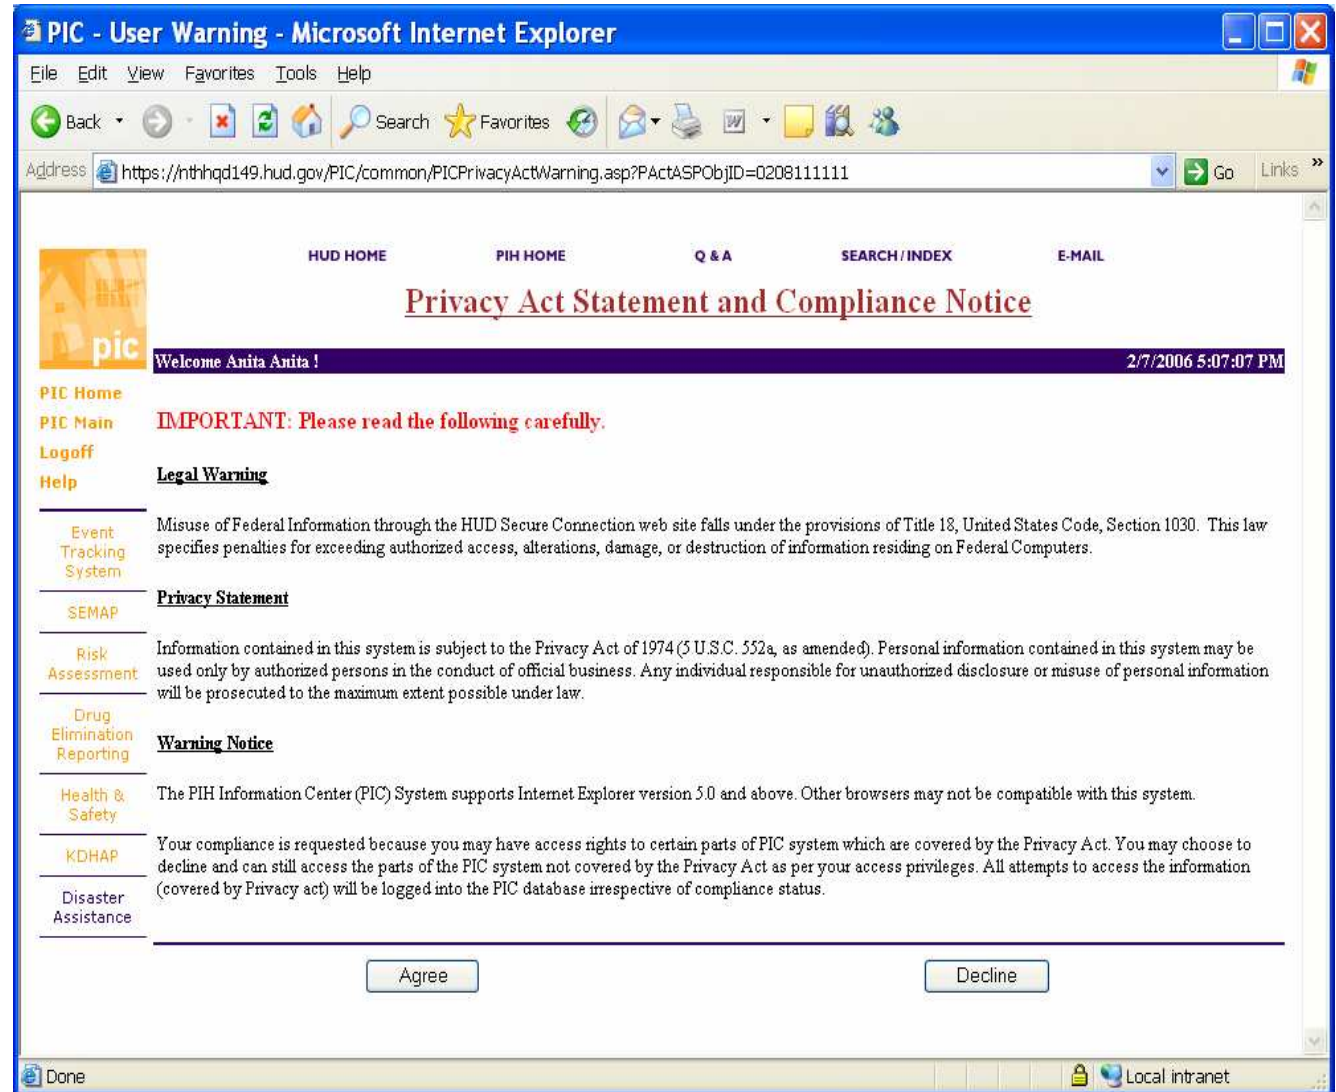 PIC - User Warning - Microsoft Internet Explorer
File Edit View Favorites Tools Help
Back Search Favorites
Address https://nthhqd149.hud.gov/PIC/common/PICPrivacyActWarning.asp?PActASPObjID=0208111111 Go Links »
HUD HOME PIH HOME Q & A SEARCH / INDEX E-MAIL
Privacy Act Statement and Compliance Notice
pic
Welcome Anita Anita ! 2/7/2006 5:07:07 PM
PIC Home
PIC Main
Logoff
Help
Event
Tracking
System
SEMAP
Risk
Assessment
Drug
Elimination
Reporting
Health &
Safety
KDHAP
Disaster
Assistance
IMPORTANT: Please read the following carefully.
Legal Warning
Misuse of Federal Information through the HUD Secure Connection web site falls under the provisions of Title 18, United States Code, Section 1030. This law
specifies penalties for exceeding authorized access, alterations, damage, or destruction of information residing on Federal Computers.
Privacy Statement
Information contained in this system is subject to the Privacy Act of 1974 (5 U.S.C. 552a, as amended). Personal information contained in this system may be
used only by authorized persons in the conduct of official business. Any individual responsible for unauthorized disclosure or misuse of personal information
will be prosecuted to the maximum extent possible under law.
Warning Notice
The PIH Information Center (PIC) System supports Internet Explorer version 5.0 and above. Other browsers may not be compatible with this system.
Your compliance is requested because you may have access rights to certain parts of PIC system which are covered by the Privacy Act. You may choose to
decline and can still access the parts of the PIC system not covered by the Privacy Act as per your access privileges. All attempts to access the information
(covered by Privacy act) will be logged into the PIC database irrespective of compliance status.
Agree Decline
Done Local intranet